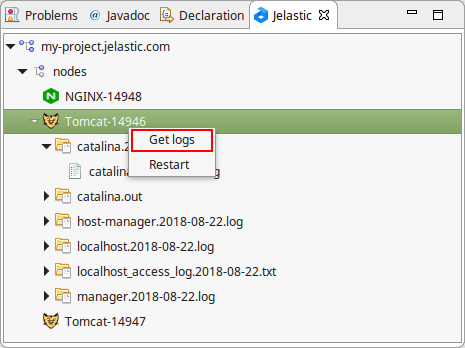 Problems @ Javadoc Declaration Jelastic
my-project.jelastic.com
nodes
NGINX-14948
Tomcat-14946
catalina.2
Get logs
catalina
g
Restart
catalina.out
host-manager.2018-08-22.log
localhost.2018-08-22.log
localhost_access_log.2018-08-22.txt
manager.2018-08-22.log
Tomcat-14947